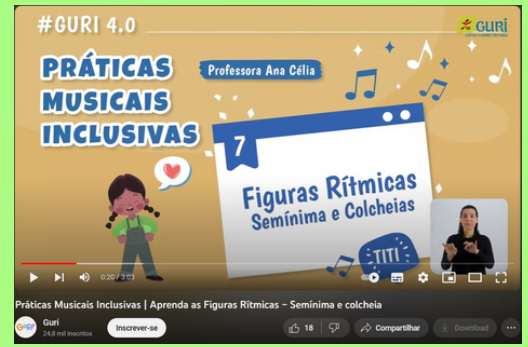 #GURI 4.0
GURI
PRÁTICAS
MUSICAIS
INCLUSIVAS
Professora Ana Célia
7
Figuras Rítmicas
Semínima e Colcheias
TITI
0:20 / 3:03
Práticas Musicais Inclusivas | Aprenda as Figuras Rítmicas – Semínima e colcheia
Guri
24,8 mil inscritos
Inscrever-se
18
Compartilhar
Download